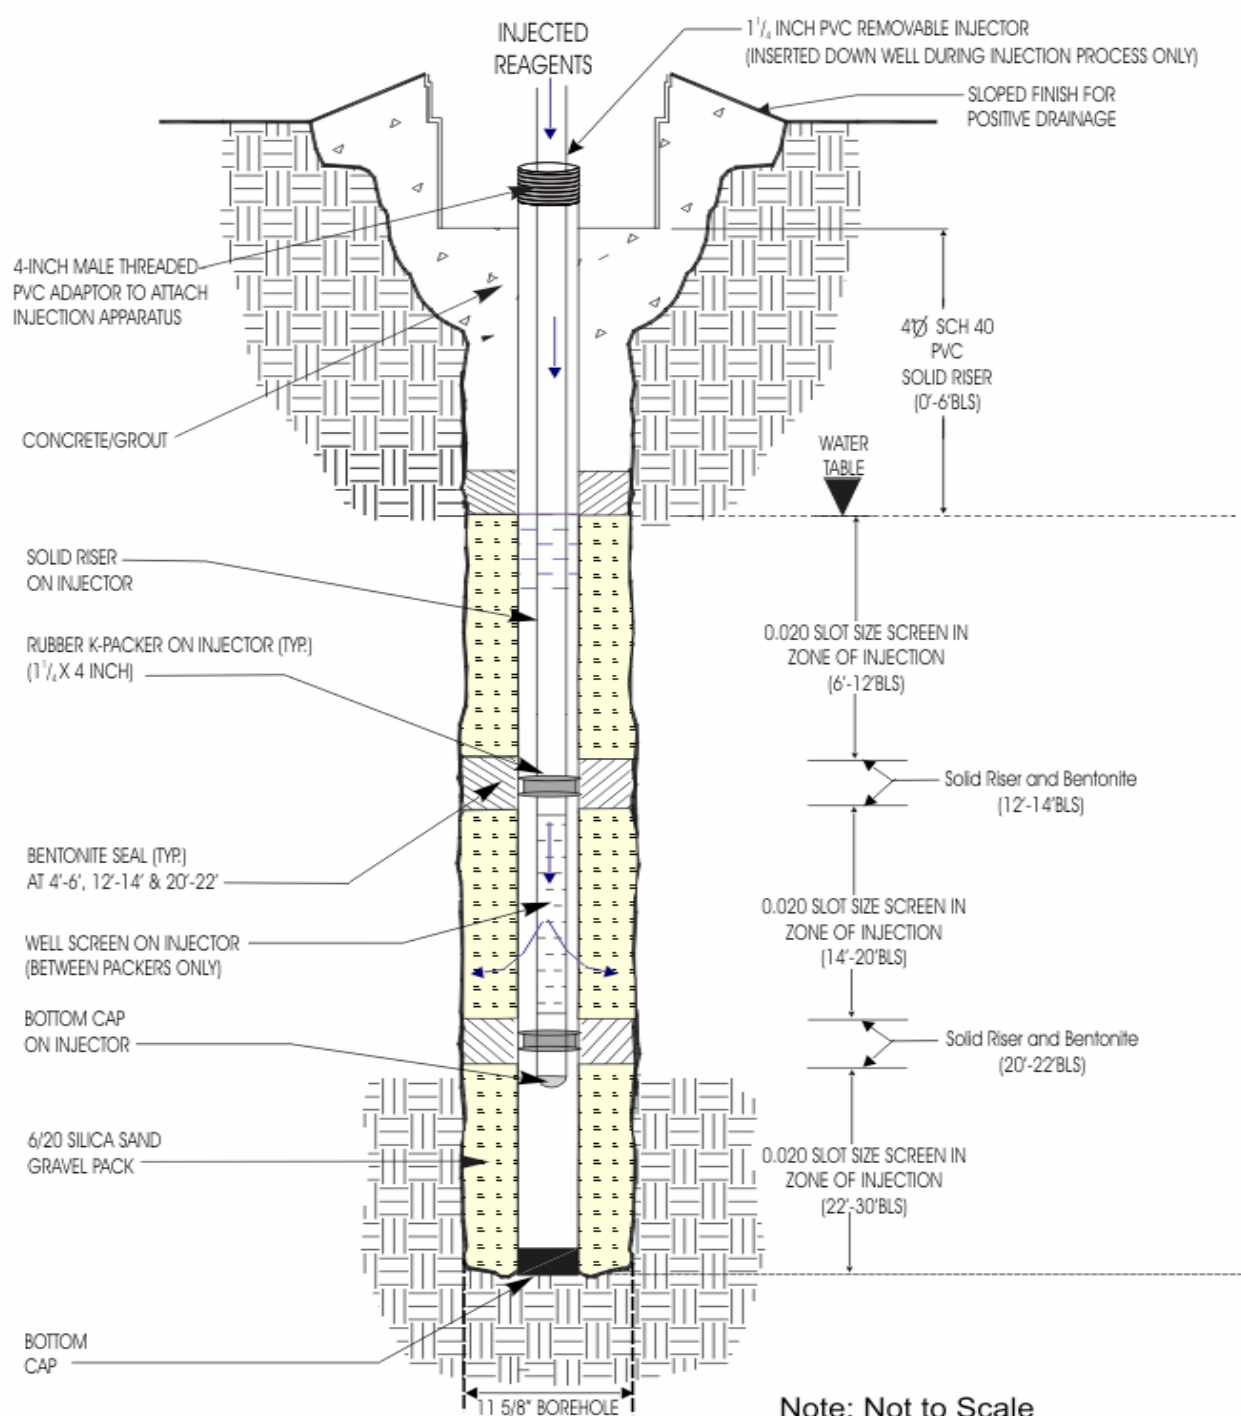 INJECTED
REAGENTS
1 1/4 INCH PVC REMOVABLE INJECTOR
(INSERTED DOWN WELL DURING INJECTION PROCESS ONLY)
SLOPED FINISH FOR
POSITIVE DRAINAGE
4-INCH MALE THREADED
PVC ADAPTOR TO ATTACH
INJECTION APPARATUS
4"Ø SCH 40
PVC
SOLID RISER
(0'-6'BLS)
CONCRETE/GROUT
WATER
TABLE
SOLID RISER
ON INJECTOR
RUBBER K-PACKER ON INJECTOR (TYP.)
(1 1/4 X 4 INCH)
0.020 SLOT SIZE SCREEN IN
ZONE OF INJECTION
(6'-12'BLS)
Solid Riser and Bentonite
(12'-14'BLS)
BENTONITE SEAL (TYP.)
AT 4'-6', 12'-14' & 20'-22'
0.020 SLOT SIZE SCREEN IN
ZONE OF INJECTION
(14'-20'BLS)
WELL SCREEN ON INJECTOR
(BETWEEN PACKERS ONLY)
BOTTOM CAP
ON INJECTOR
Solid Riser and Bentonite
(20'-22'BLS)
6/20 SILICA SAND
GRAVEL PACK
0.020 SLOT SIZE SCREEN IN
ZONE OF INJECTION
(22'-30'BLS)
BOTTOM
CAP
11 5/8" BOREHOLE
Note: Not to Scale